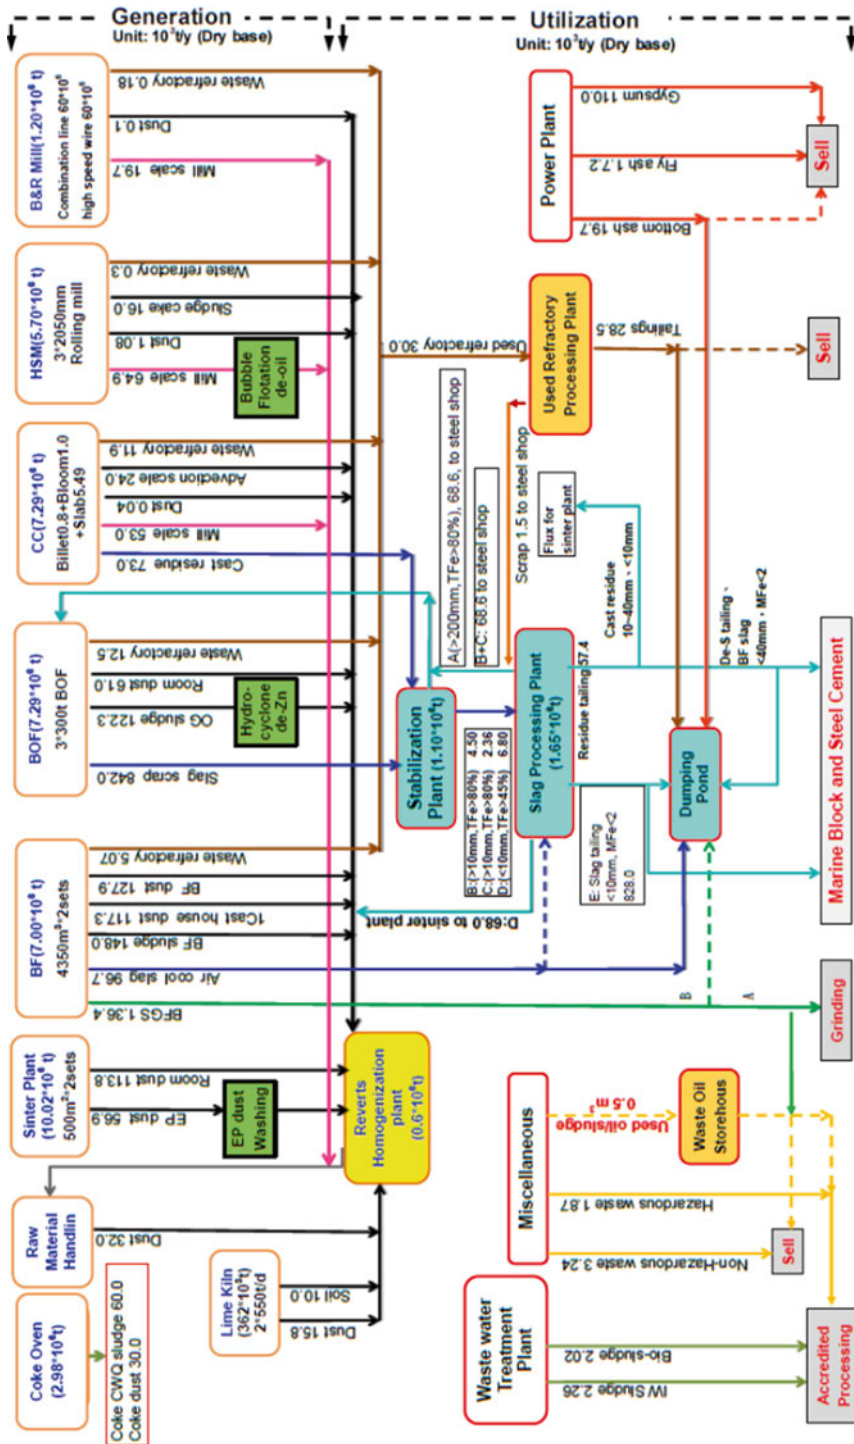 Generation
Unit: 10³t/y (Dry base)
Utilization
Unit: 10³t/y (Dry base)
B&R Mill(1.20*10⁶ t)
Combination line 60*10⁶
high speed wire 60*10⁶
Waste refractory 0.18
Dust 0.1
Mill scale 19.7
HSM(5.70*10⁶ t)
3*2050mm
Rolling mill
Waste refractory 0.3
Sludge cake 16.0
Dust 1.08
Mill scale 64.9
Bubble
Flotation
de-oil
CC(7.29*10⁶ t)
Billet0.8+Bloom1.0
+Slab5.49
Waste refractory 11.9
Advection scale 24.0
Dust 0.04
Mill scale 53.0
Cast residue 73.0
BOF(7.29*10⁶ t)
3*300t BOF
Waste refractory 12.5
Room dust 61.0
OG sludge 122.3
Slag scrap 842.0
Hydro-
cyclone
de-Zn
BF(7.00*10⁶ t)
4350m³*2sets
Waste refractory 5.07
BF dust 127.9
1Cast house dust 117.3
BF sludge 148.0
Air cool slag 96.7
BFGS 1.36.4
Sinter Plant
(10.02*10⁶ t)
500m²*2sets
Room dust 113.8
EP dust 56.9
EP dust
Washing
Raw
Material
Handlin
Dust 32.0
Coke Oven
(2.98*10⁶t)
Coke CWQ sludge 60.0
Coke dust 30.0
Lime Kiln
(362*10³t)
2*550t/d
Soil 10.0
Dust 15.8
Reverts
Homogenization
plant
(0.6*10⁶t)
Stabilization
Plant (1.10*10⁶t)
A(>200mm,TFe>80%), 68.6, to steel shop
B+C: 68.6 to steel shop
Scrap 1.5 to steel shop
B:(>10mm,TFe>80%) 4.50
C:(>10mm,TFe>80%) 2.36
D:(<10mm,TFe>45%) 6.80
D:68.0 to sinter plant
Slag Processing Plant
(1.65*10⁶t)
Residue tailing 57.4
E: Slag tailing
<10mm, MFe<2
828.0
Used refractory 30.0
Used Refractory
Processing Plant
Tailings 28.5
Sell
Flux for
sinter plant
Cast residue
10~40mm、<10mm
De-S tailing、
BF slag
<40mm，MFe<2
Dumping
Pond
Marine Block and Steel Cement
Power Plant
Gypsum 110.0
Fly ash 1.7.2
Bottom ash 19.7
Sell
B
A
Grinding
Miscellaneous
Used oil/sludge
0.5 m³
Waste Oil
Storehous
Hazardous waste 1.87
Non-Hazardous waste 3.24
Sell
Waste water
Treatment
Plant
Bio-sludge 2.02
IW Sludge 2.26
Accredited
Processing